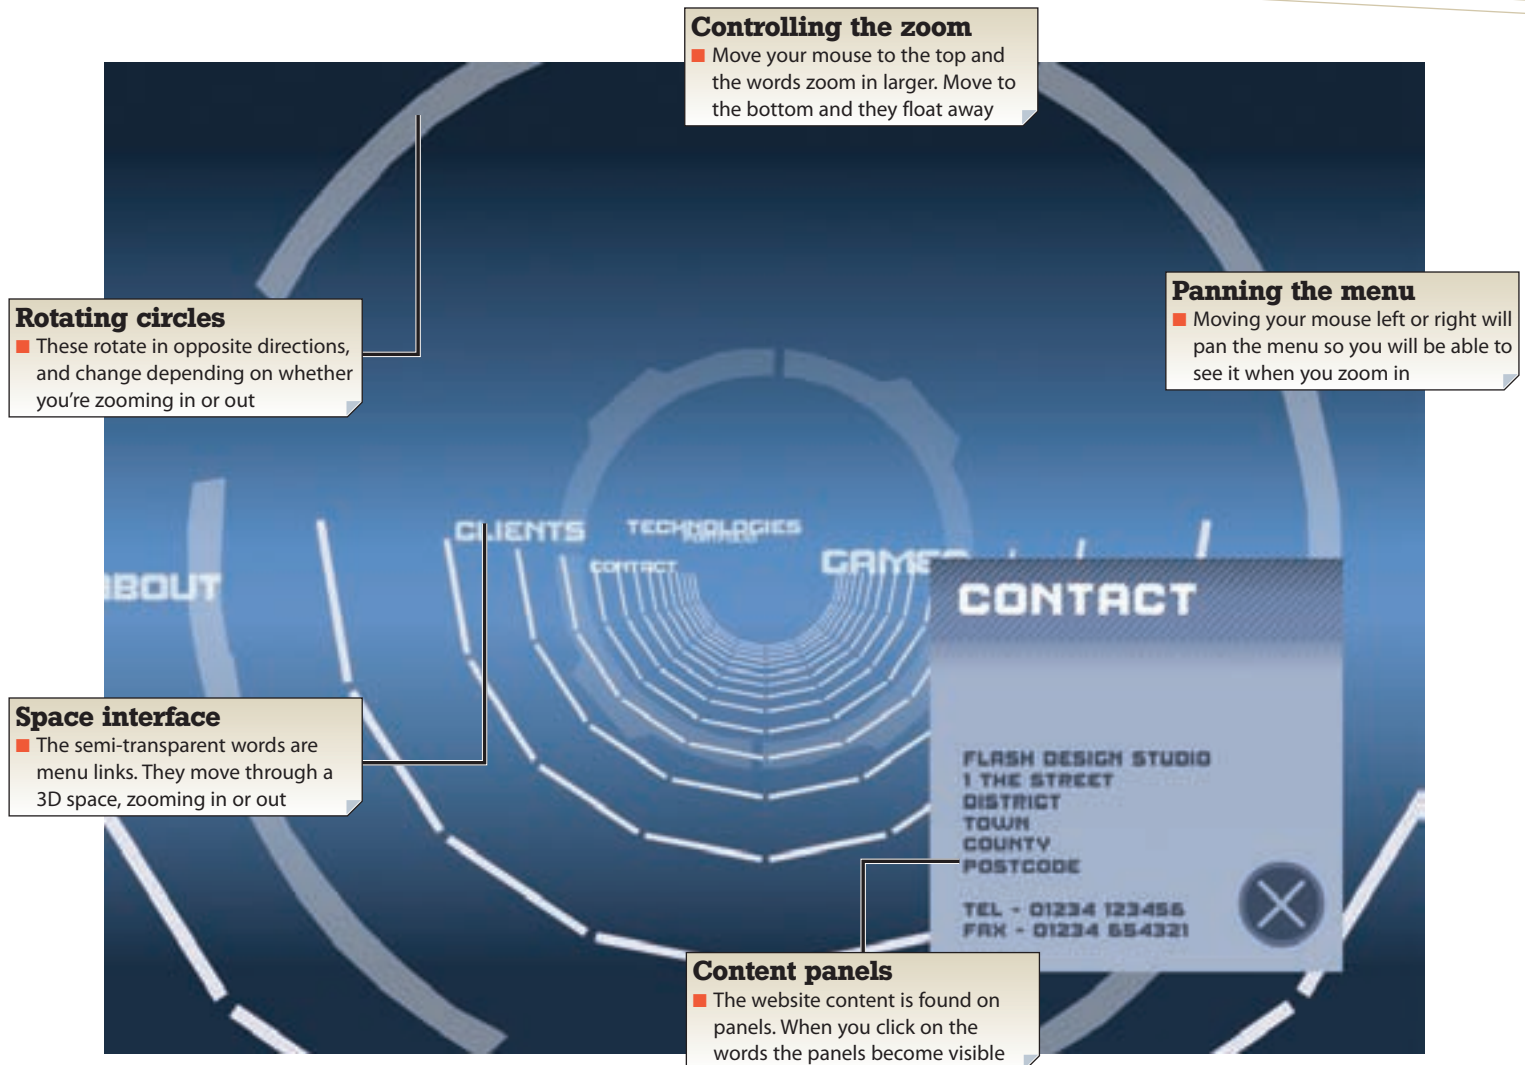 Controlling the zoom
■ Move your mouse to the top and
the words zoom in larger. Move to
the bottom and they float away
Rotating circles
■ These rotate in opposite directions,
and change depending on whether
you're zooming in or out
Panning the menu
■ Moving your mouse left or right will
pan the menu so you will be able to
see it when you zoom in
CLIENTS
TECHNOLOGIES
PORTFOLIO
CONTACT
GAMES
ABOUT
CONTACT
Space interface
■ The semi-transparent words are
menu links. They move through a
3D space, zooming in or out
FLASH DESIGN STUDIO
1 THE STREET
DISTRICT
TOWN
COUNTY
POSTCODE
TEL - 01234 123456
FAX - 01234 654321
Content panels
■ The website content is found on
panels. When you click on the
words the panels become visible